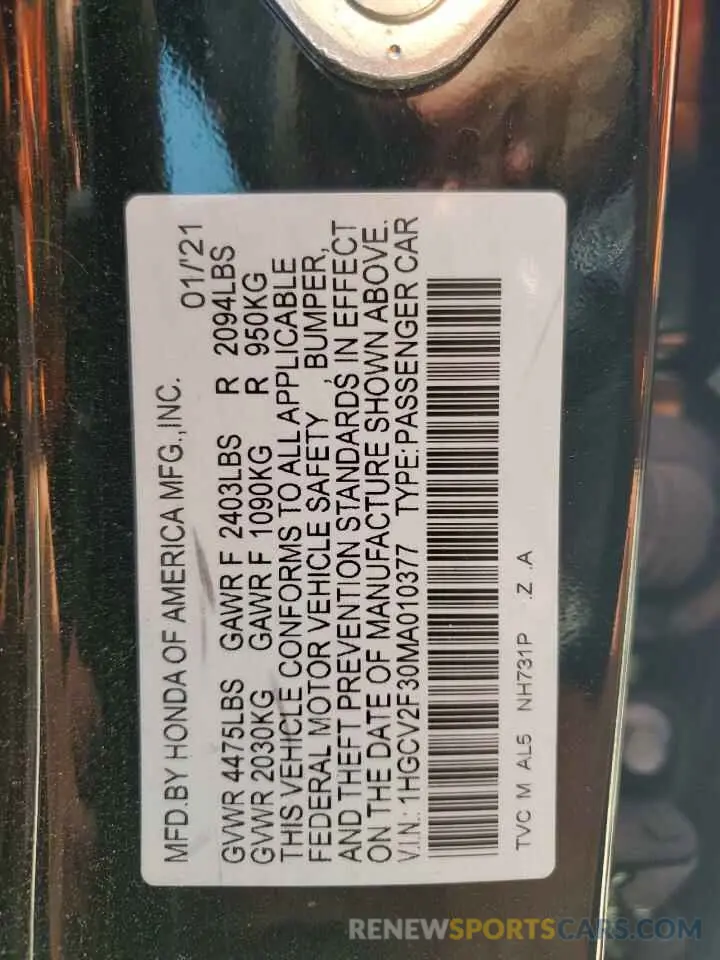 MFD.BY HONDA OF AMERICA MFG.,INC. 01/'21
GVWR 4475LBS GAWR F 2403LBS R 2094LBS
GVWR 2030KG GAWR F 1090KG R 950KG
THIS VEHICLE CONFORMS TO ALL APPLICABLE
FEDERAL MOTOR VEHICLE SAFETY , BUMPER,
AND THEFT PREVENTION STANDARDS IN EFFECT
ON THE DATE OF MANUFACTURE SHOWN ABOVE.
V.I.N.: 1HGCV2F30MA010377 TYPE:PASSENGER CAR
TVC M AL5 NH731P .Z .A
RENEWSPORTSCARS.COM